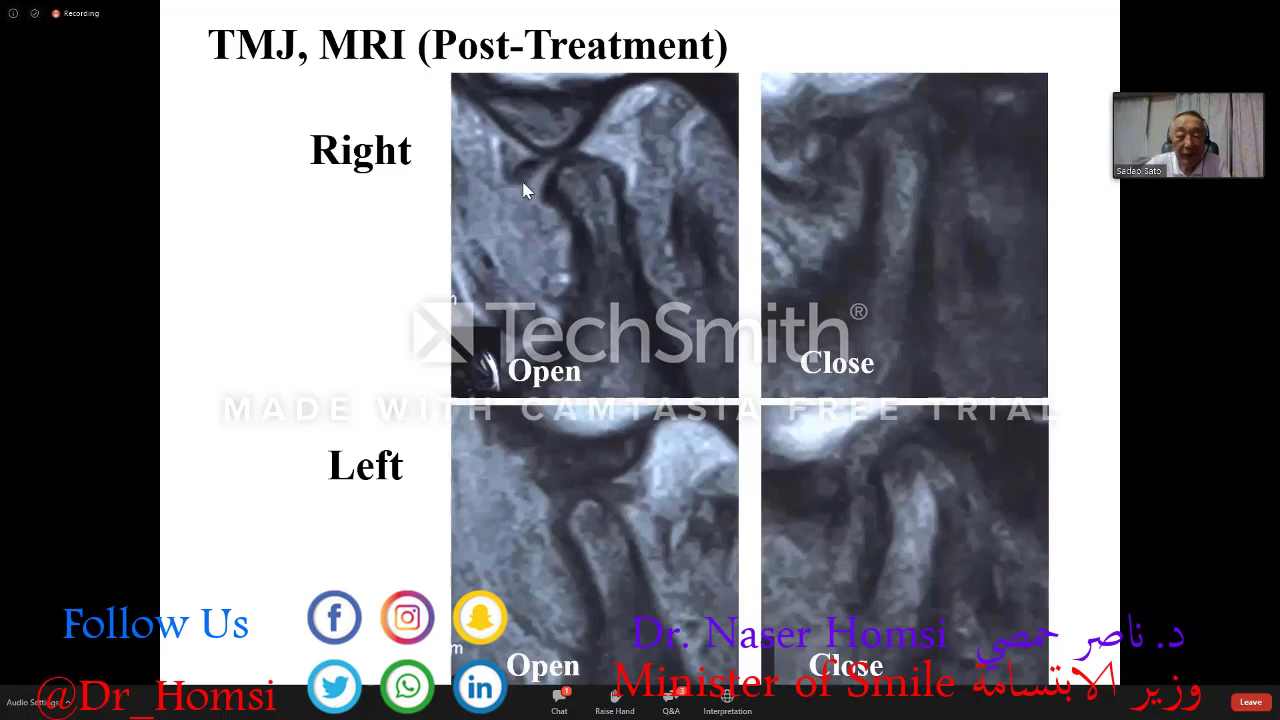 Recording
TMJ, MRI (Post-Treatment)
Right
Sadao Sato
m
TechSmith®
Open
Close
MADE WITH CAMTASIA FREE TRIAL
Left
Follow Us
Dr. Naser Homsi د. ناصر حمصي
m
Open
Close
Minister of Smile وزير الابتسامة
@Dr_Homsi
Audio Settings
1
3
Chat
Raise Hand
Q&A
Interpretation
Leave